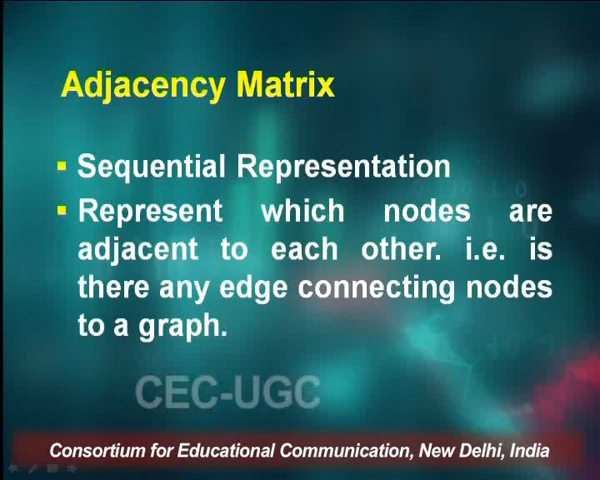 Adjacency Matrix
Sequential Representation
Represent which nodes are
adjacent to each other. i.e. is
there any edge connecting nodes
to a graph.
CEC-UGC
Consortium for Educational Communication, New Delhi, India